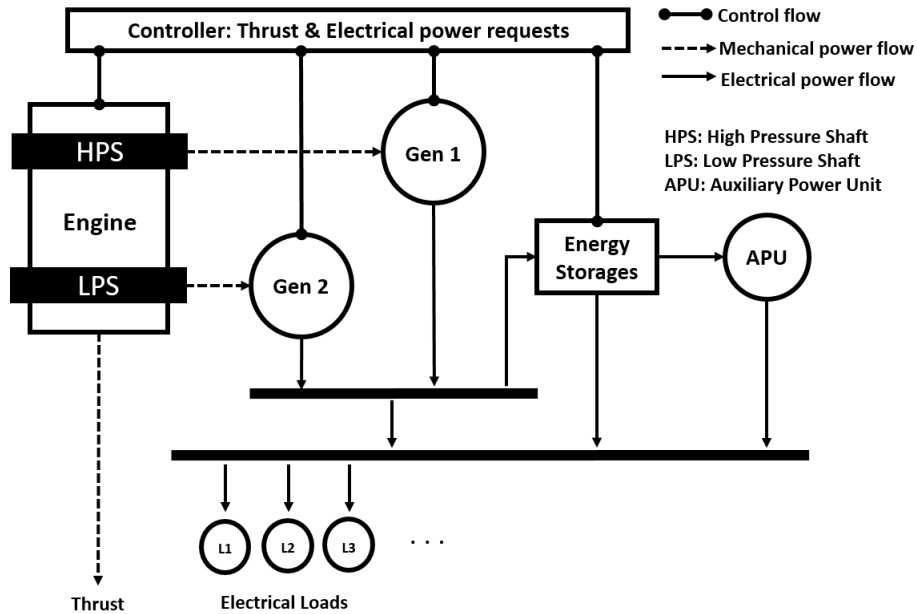 Controller: Thrust & Electrical power requests
Control flow
Mechanical power flow
Electrical power flow
HPS: High Pressure Shaft
LPS: Low Pressure Shaft
APU: Auxiliary Power Unit
HPS
Gen 1
Engine
Energy
Storages
APU
LPS
Gen 2
L1
L2
L3
. . .
Thrust
Electrical Loads